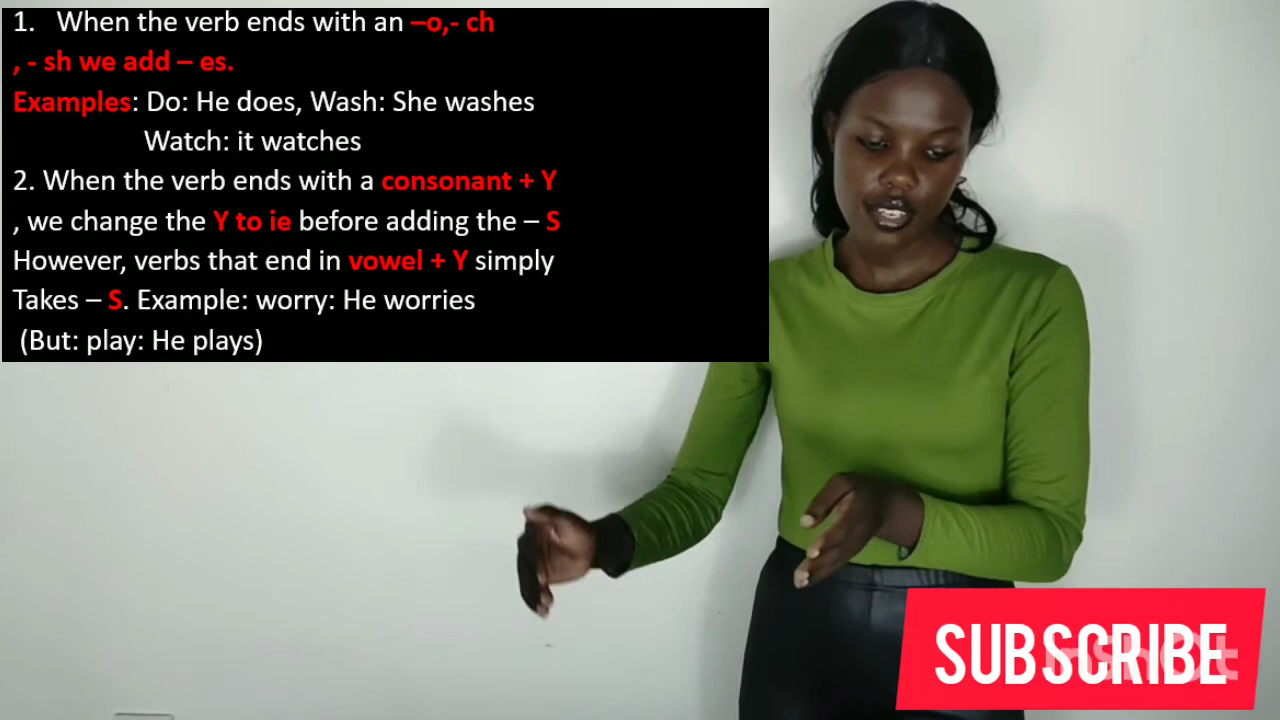 1. When the verb ends with an –o,- ch
, - sh we add – es.
Examples: Do: He does, Wash: She washes
Watch: it watches
2. When the verb ends with a consonant + Y
, we change the Y to ie before adding the – S
However, verbs that end in vowel + Y simply
Takes – S. Example: worry: He worries
(But: play: He plays)
SUBSCRIBE
InShOt